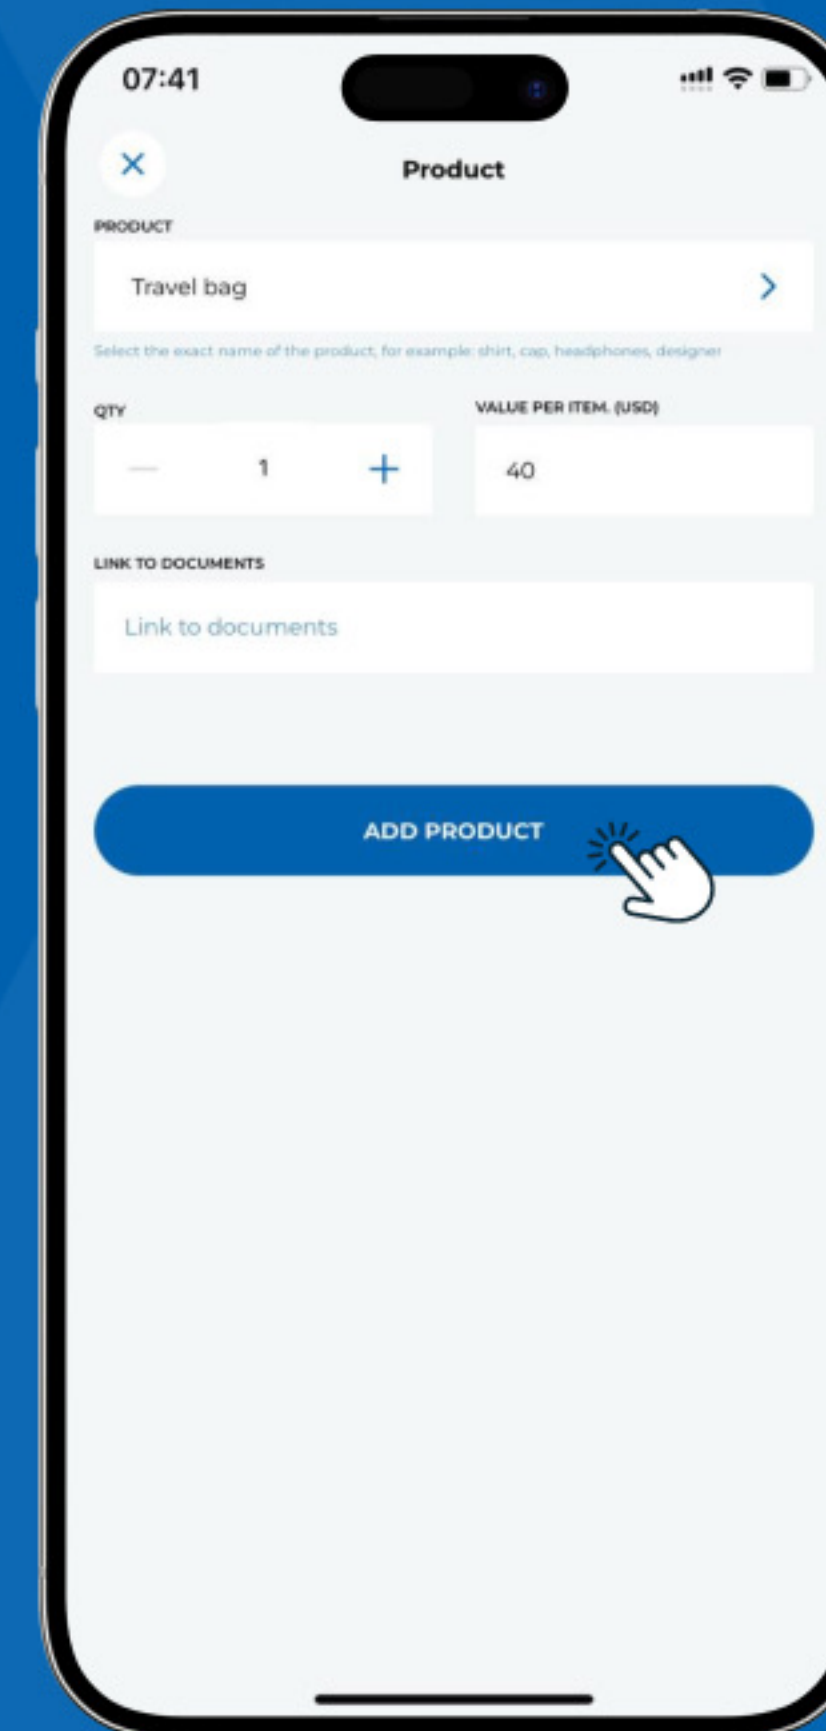 07:41
Product
PRODUCT
Travel bag
Select the exact name of the product, for example: shirt, cap, headphones, designer
QTY
VALUE PER ITEM. (USD)
1
40
LINK TO DOCUMENTS
Link to documents
ADD PRODUCT